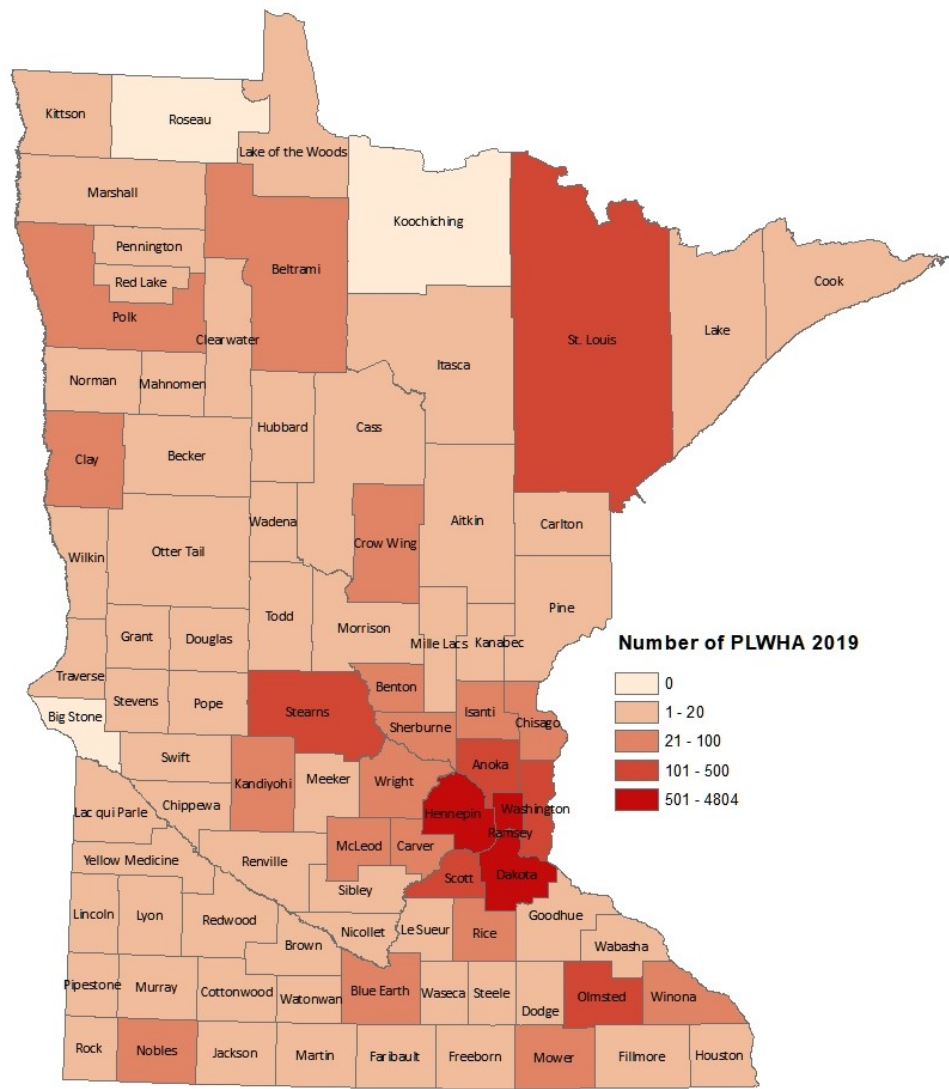 Kittson
Roseau
Lake of the Woods
Marshall
Koochiching
Pennington
Beltrami
Red Lake
Cook
Polk
Lake
St. Louis
Clearwater
Itasca
Norman
Mahnomen
Hubbard
Cass
Clay
Becker
Wadena
Aitkin
Carlton
Crow Wing
Wilkin
Otter Tail
Pine
Todd
Morrison
Grant
Douglas
Mille Lacs
Kanabec
Number of PLWHA 2019
Traverse
Benton
0
Stevens
Pope
Isanti
Big Stone
Stearns
Chisago
1 - 20
Sherburne
21 - 100
Swift
Anoka
Kandiyohi
Meeker
Wright
101 - 500
Lac qui Parle
Chippewa
Hennepin
Washington
501 - 4804
Ramsey
McLeod
Carver
Yellow Medicine
Renville
Dakota
Scott
Sibley
Lincoln
Lyon
Redwood
Goodhue
Nicollet
Le Sueur
Rice
Brown
Wabasha
Pipestone
Murray
Cottonwood
Watonwan
Blue Earth
Waseca
Steele
Olmsted
Winona
Dodge
Rock
Nobles
Jackson
Martin
Faribault
Freeborn
Mower
Fillmore
Houston